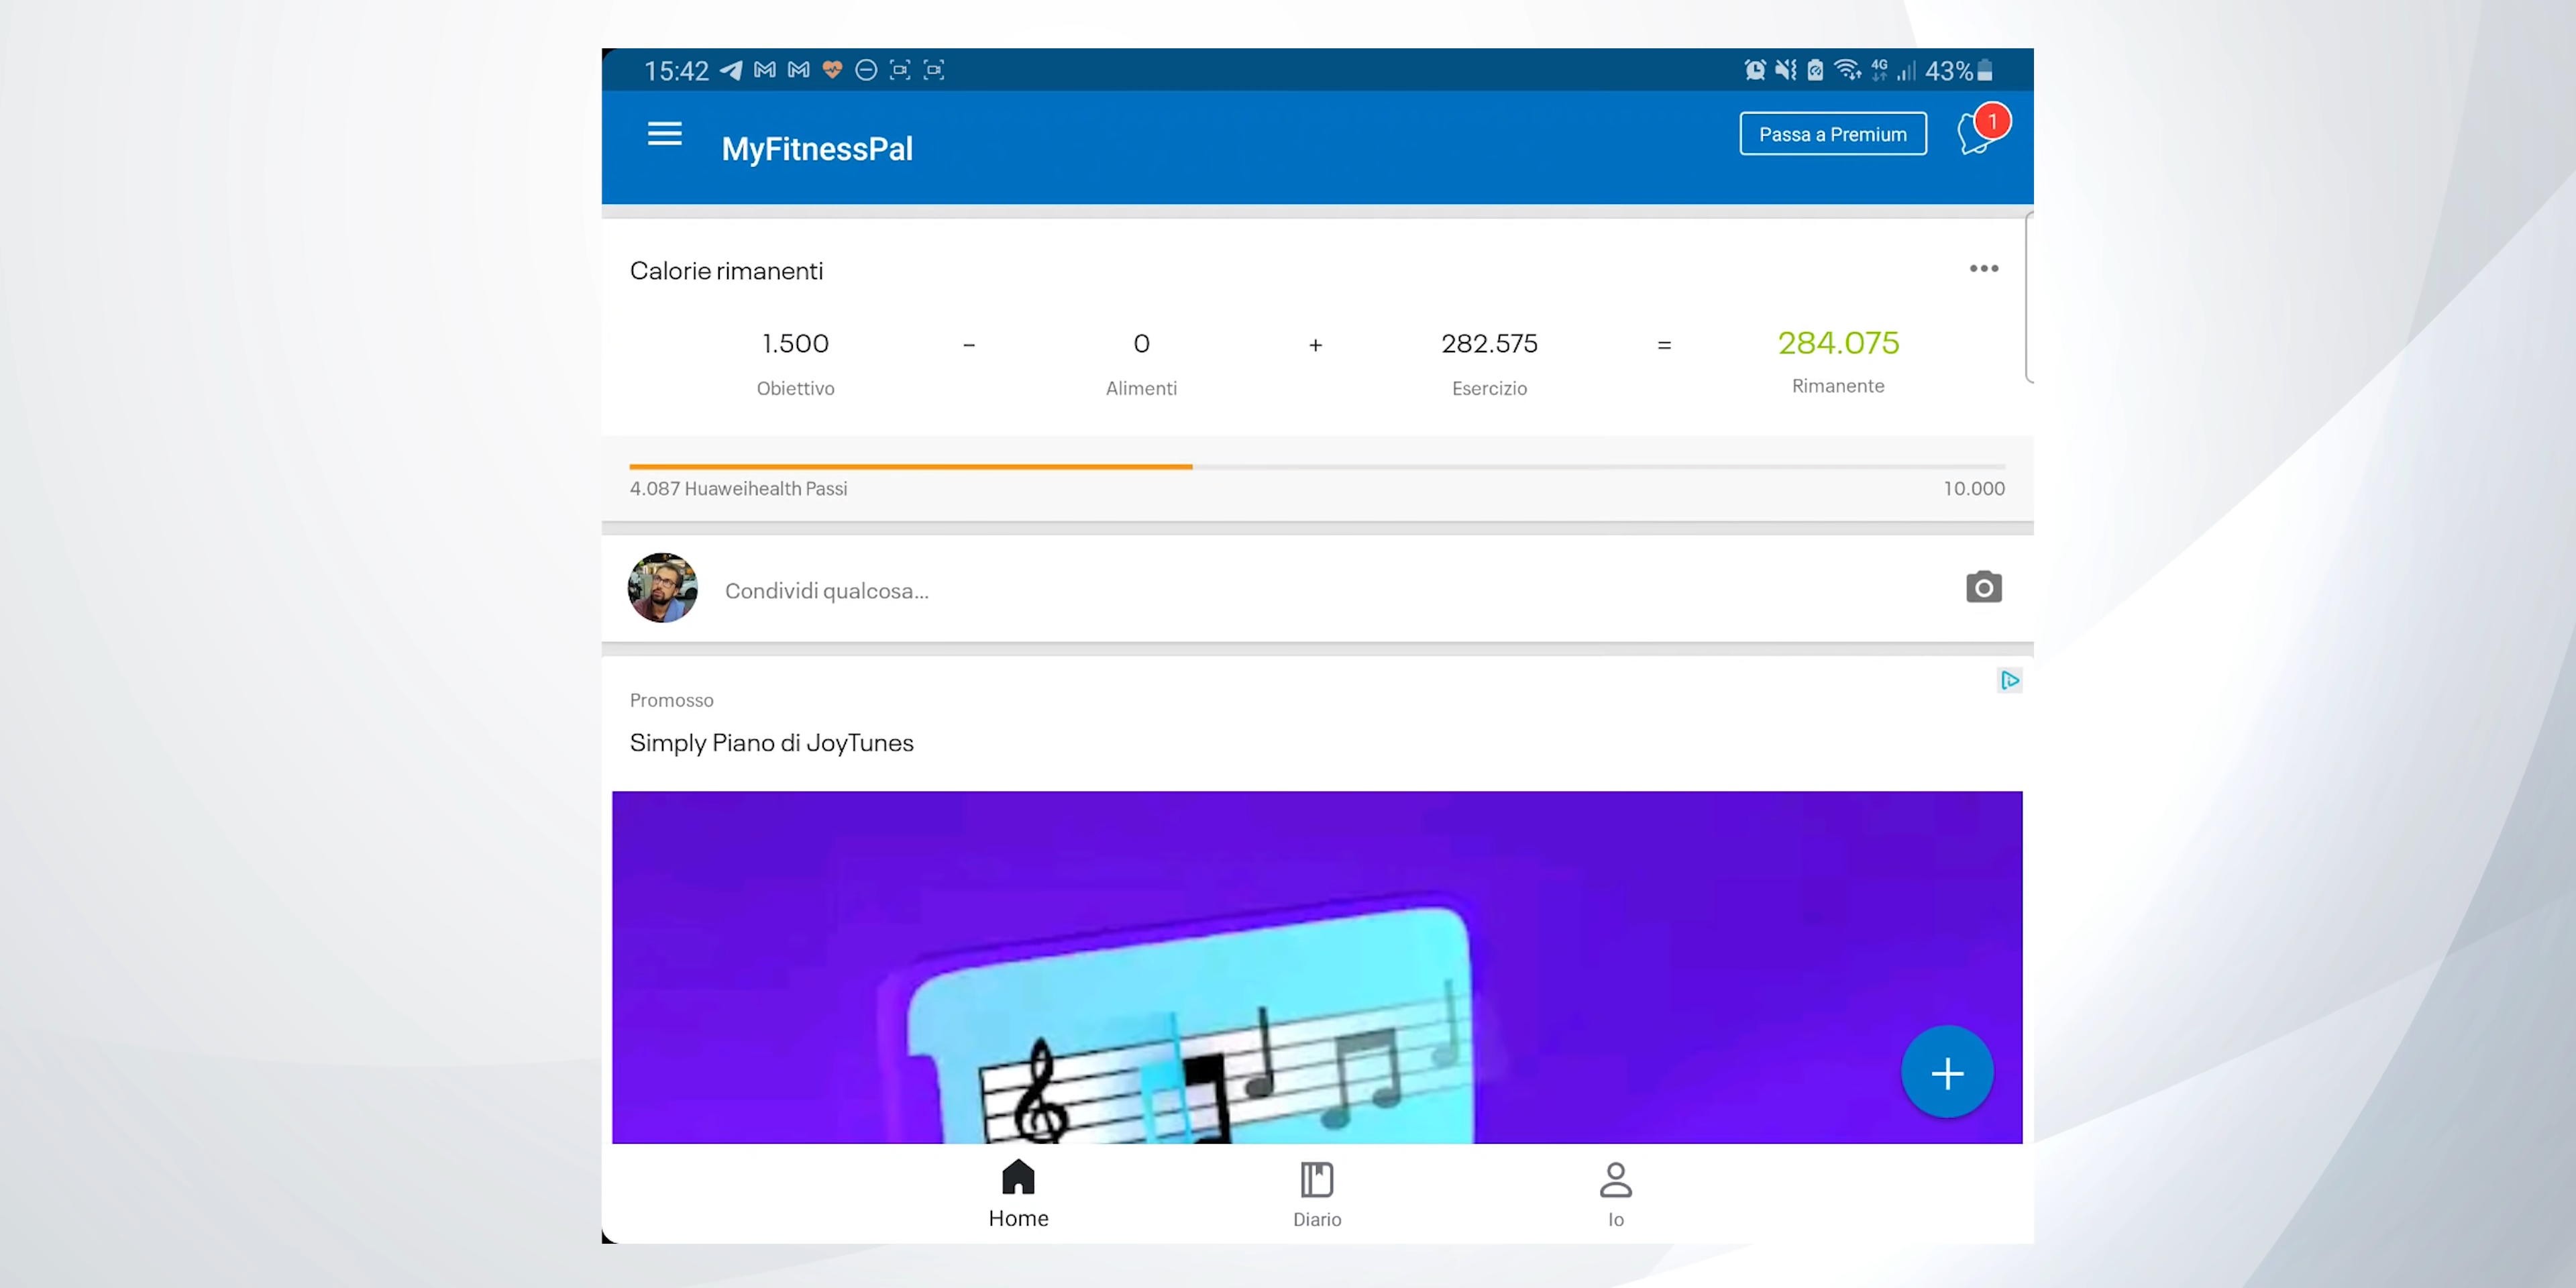 15:42
4G
43%
MyFitnessPal
Passa a Premium
1
Calorie rimanenti
1.500 - 0 + 282.575 = 284.075
Obiettivo Alimenti Esercizio Rimanente
4.087 Huaweihealth Passi 10.000
Condividi qualcosa...
Promosso
Simply Piano di JoyTunes
Home Diario Io